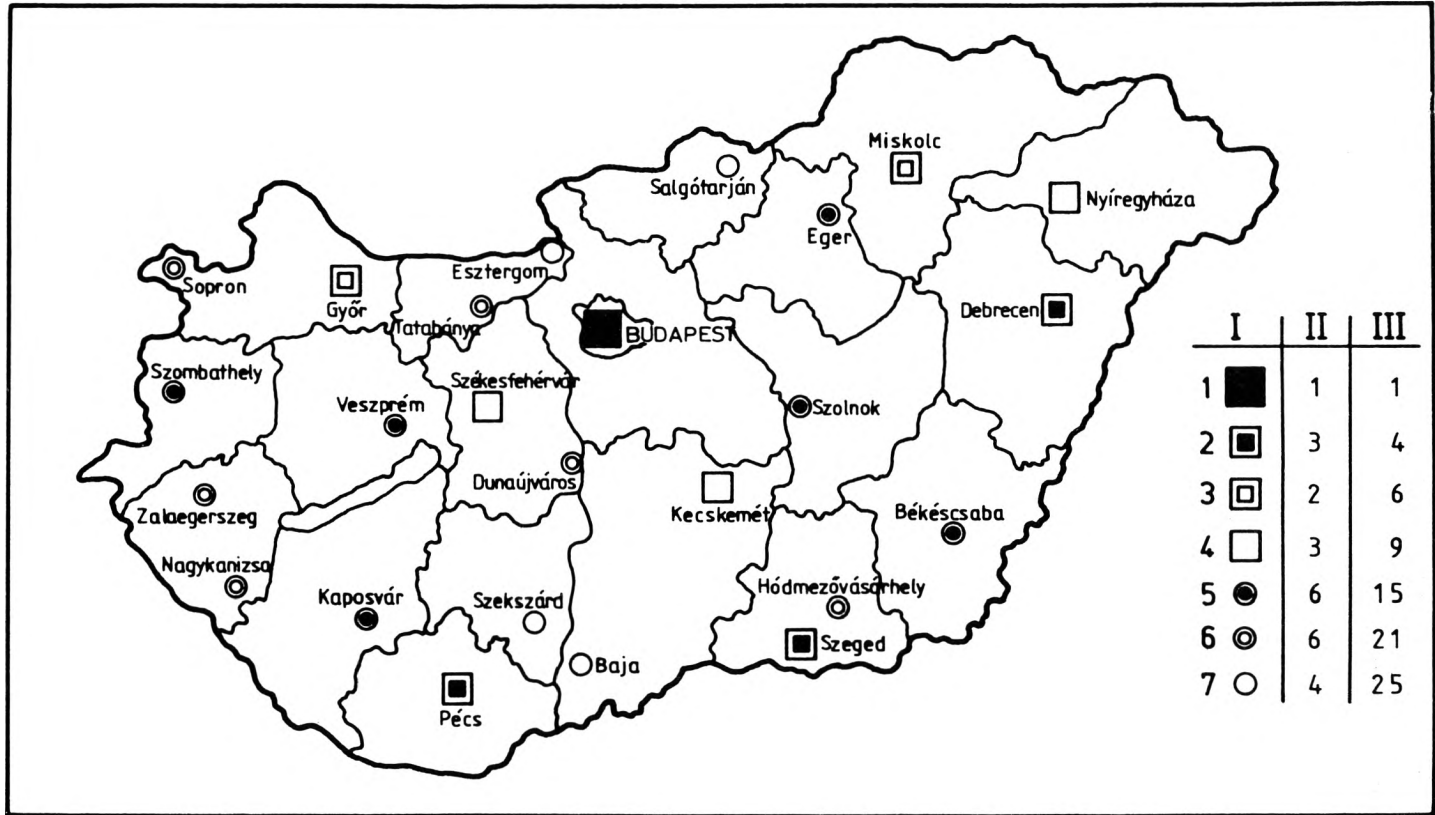 Miskolc
Salgótarján
Nyíregyháza
Eger
Esztergom
Sopron
Győr
Tatabánya
Debrecen
BUDAPEST
Szombathely
Székesfehérvár
Veszprém
Szolnok
Dunaújváros
Zalaegerszeg
Kecskemét
Békéscsaba
Nagykanizsa
Kaposvár
Szekszárd
Hódmezővásárhely
Szeged
Baja
Pécs
I II III
1 1 1
2 3 4
3 2 6
4 3 9
5 6 15
6 6 21
7 4 25